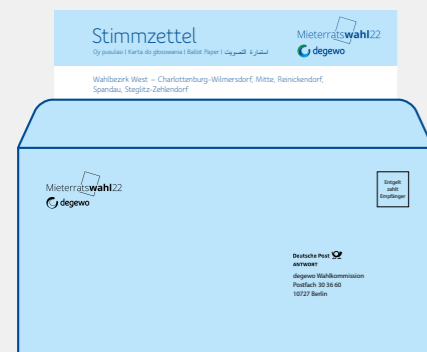 Stimmzettel
Oy pusulası | Karta do głosowania | Ballot Paper | استمارة التصويت
Mieterratswahl22
degewo
Wahlbezirk West – Charlottenburg-Wilmersdorf, Mitte, Reinickendorf,
Spandau, Steglitz-Zehlendorf
Mieterratswahl22
degewo
Entgelt
zahlt
Empfänger
Deutsche Post
ANTWORT
degewo Wahlkommission
Postfach 30 36 60
10727 Berlin